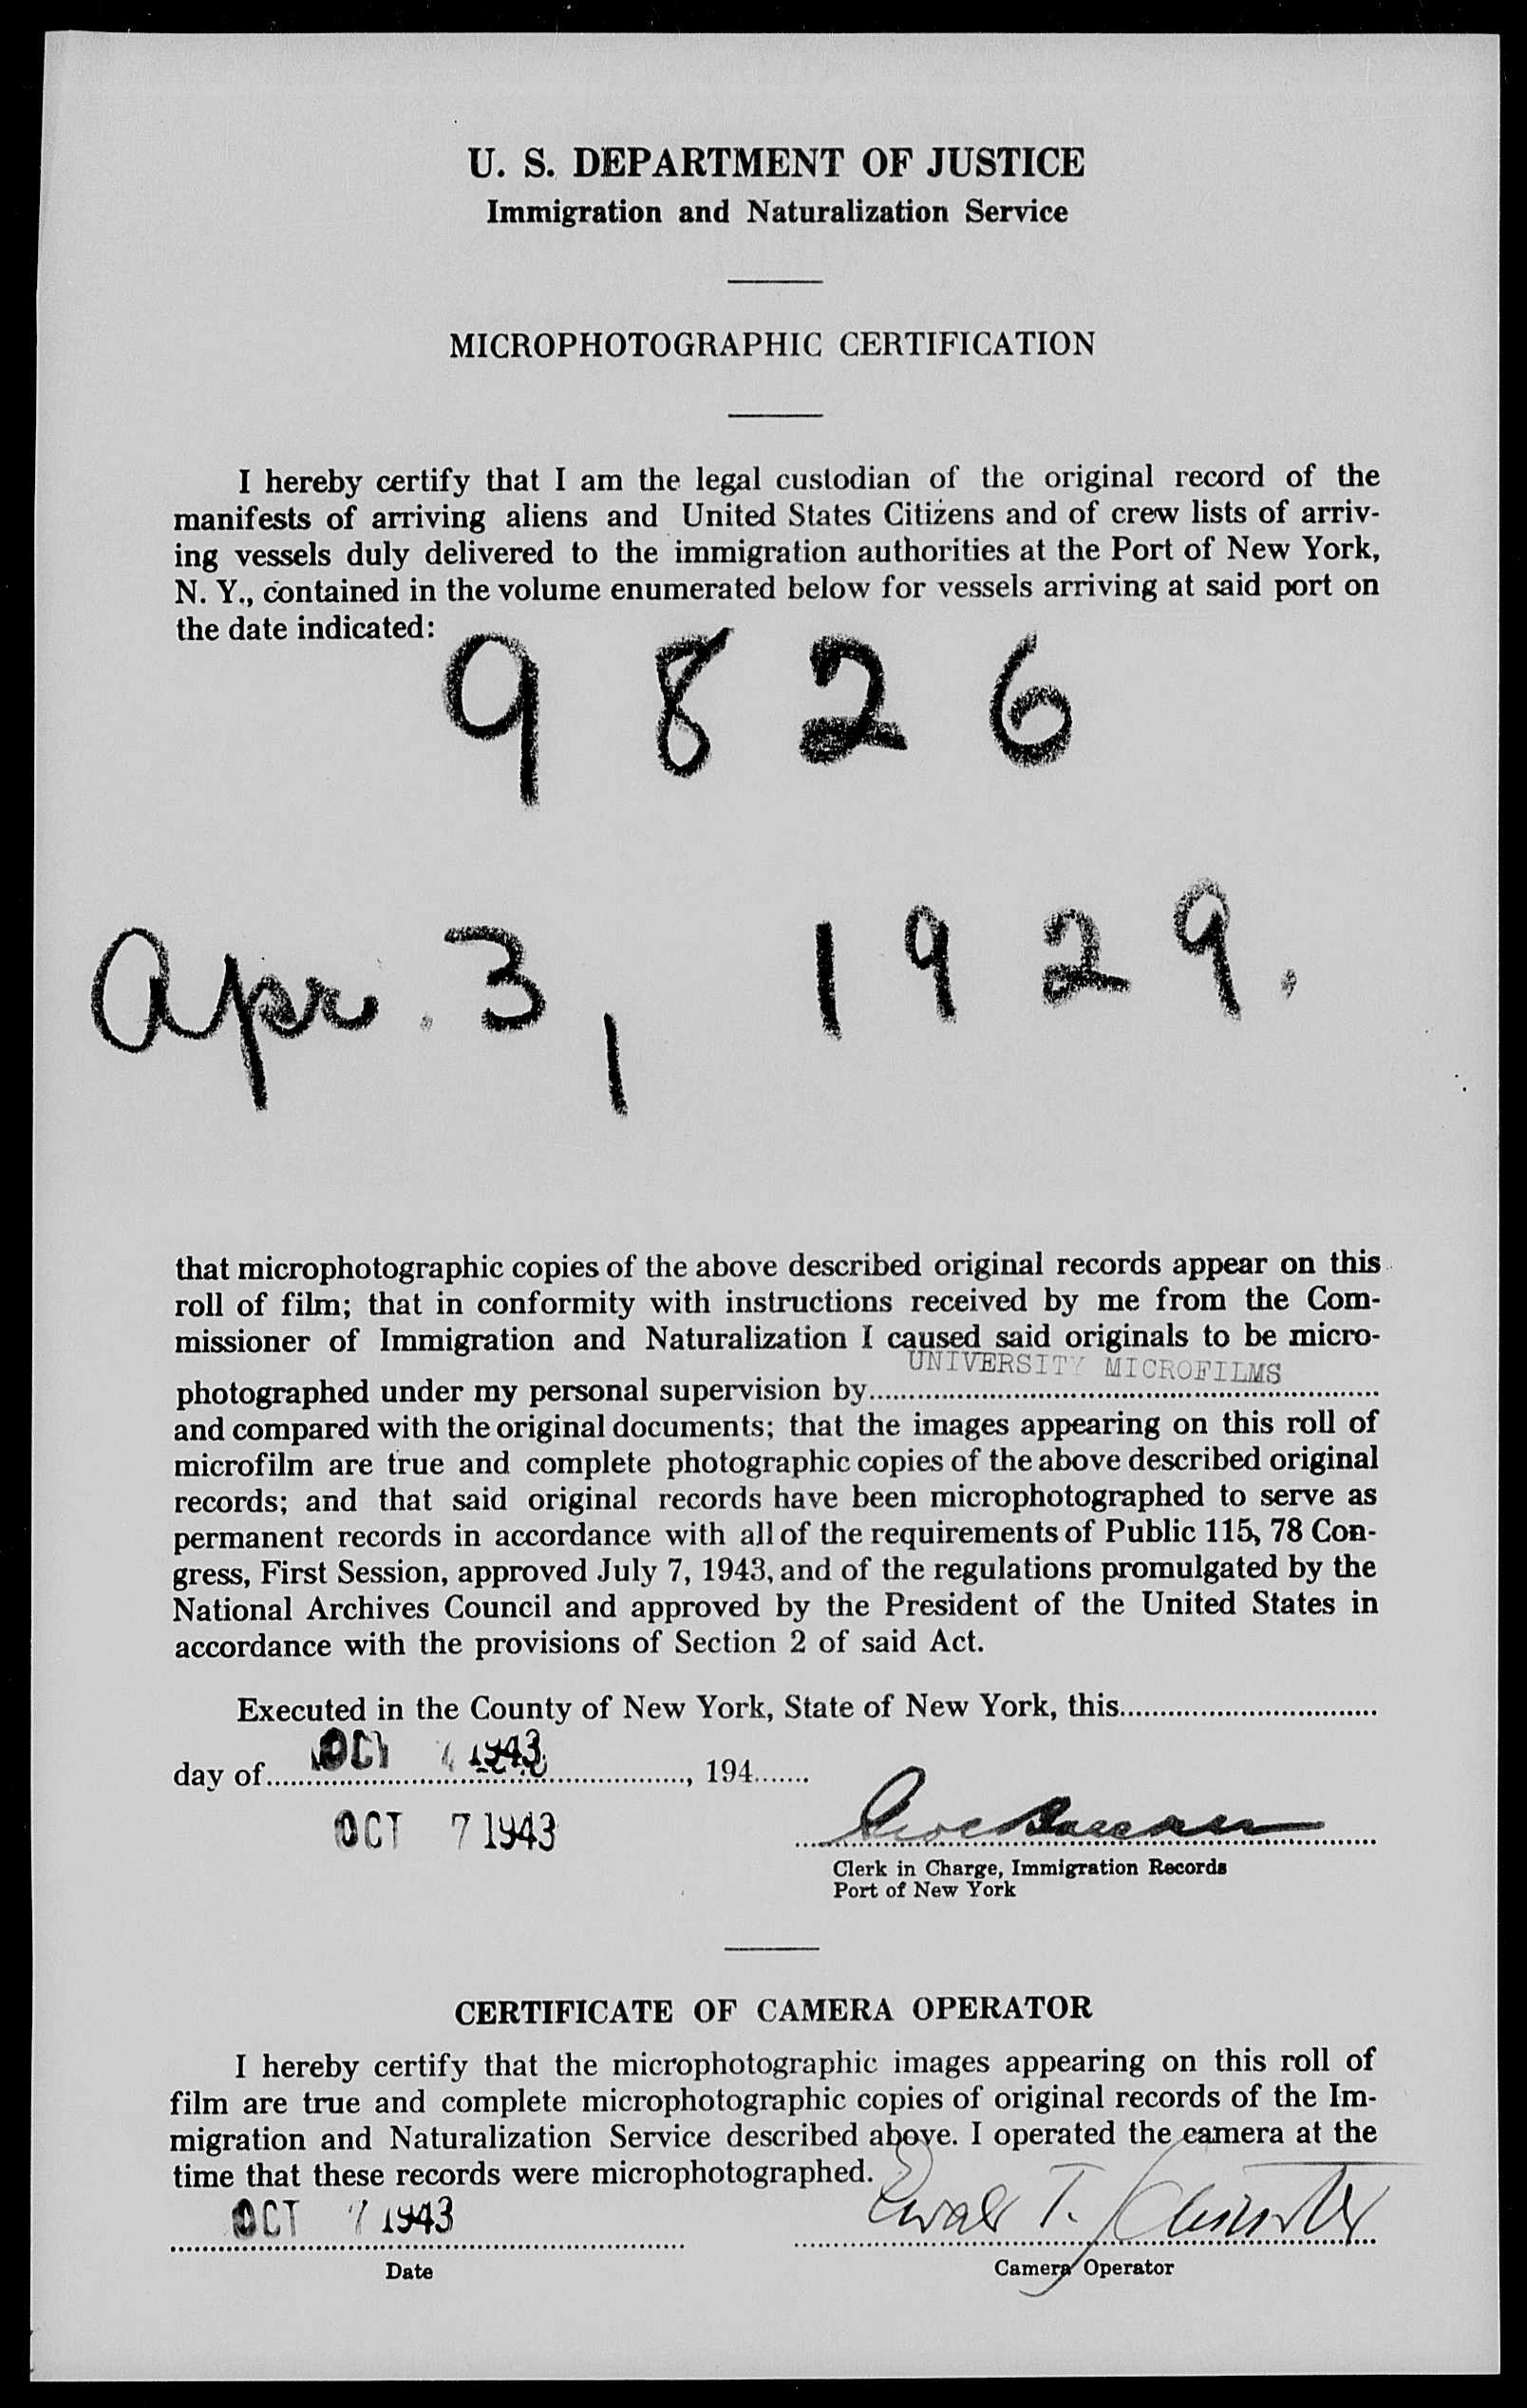 U. S. DEPARTMENT OF JUSTICE
Immigration and Naturalization Service
MICROPHOTOGRAPHIC CERTIFICATION
I hereby certify that I am the legal custodian of the original record of the
manifests of arriving aliens and United States Citizens and of crew lists of arriv-
ing vessels duly delivered to the immigration authorities at the Port of New York,
N. Y., contained in the volume enumerated below for vessels arriving at said port on
the date indicated:
9826
Apr. 3, 1929.
that microphotographic copies of the above described original records appear on this
roll of film; that in conformity with instructions received by me from the Com-
missioner of Immigration and Naturalization I caused said originals to be micro-
UNIVERSITY MICROFILMS
photographed under my personal supervision by
and compared with the original documents; that the images appearing on this roll of
microfilm are true and complete photographic copies of the above described original
records; and that said original records have been microphotographed to serve as
permanent records in accordance with all of the requirements of Public 115, 78 Con-
gress, First Session, approved July 7, 1943, and of the regulations promulgated by the
National Archives Council and approved by the President of the United States in
accordance with the provisions of Section 2 of said Act.
Executed in the County of New York, State of New York, this
day of OCT 1943, 194
OCT 7 1943
Clerk in Charge, Immigration Records
Port of New York
CERTIFICATE OF CAMERA OPERATOR
I hereby certify that the microphotographic images appearing on this roll of
film are true and complete microphotographic copies of original records of the Im-
migration and Naturalization Service described above. I operated the camera at the
time that these records were microphotographed.
OCT 7 1943 T.
Date
Camera Operator